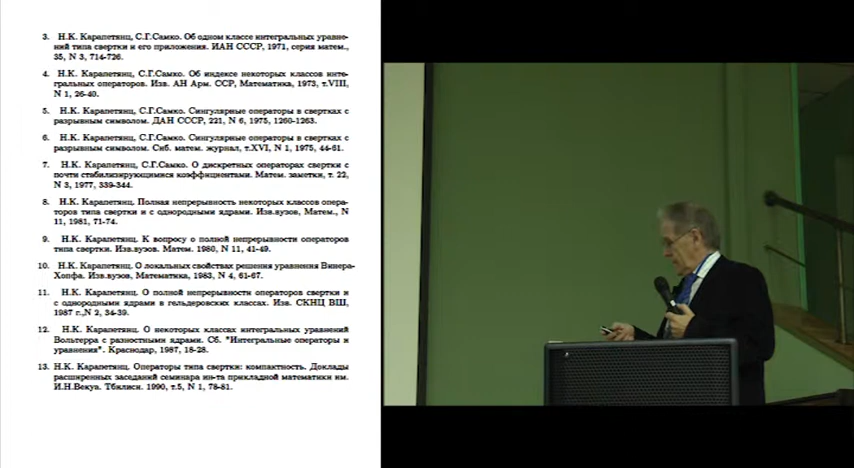 3. Н.К. Карапетянц, С.Г.Самко. Об одном классе интегральных уравне-
ний типа свертки и его приложения. ИАН СССР, 1971, серия матем.,
35, N 3, 714-726.
4. Н.К. Карапетянц, С.Г.Самко. Об индексе некоторых классов инте-
гральных операторов. Изв. АН Арм. ССР, Математика, 1973, т.VIII,
N 1, 26-40.
5. Н.К. Карапетянц, С.Г.Самко. Сингулярные операторы в свертках с
разрывным символом. ДАН СССР, 221, N 6, 1975, 1260-1263.
6. Н.К. Карапетянц, С.Г.Самко. Сингулярные операторы в свертках с
разрывным символом. Сиб. матем. журнал, т.XVI, N 1, 1975, 44-61.
7. Н.К. Карапетянц, С.Г.Самко. О дискретных операторах свертки с
почти стабилизирующимися коэффициентами. Матем. заметки, т. 22,
N 3, 1977, 339-344.
8. Н.К. Карапетянц. Полная непрерывность некоторых классов опера-
торов типа свертки и с однородными ядрами. Изв.вузов, Матем., N
11, 1981, 71-74.
9. Н.К. Карапетянц. К вопросу о полной непрерывности операторов
типа свертки. Изв.вузов. Матем. 1980, N 11, 41-49.
10. Н.К. Карапетянц. О локальных свойствах решения уравнения Винера-
Хопфа. Изв.вузов, Математика, 1983, N 4, 61-67.
11. Н.К. Карапетянц. О полной непрерывности операторов свертки и
с однородными ядрами в гельдеровских классах. Изв. СКНЦ ВШ,
1987 г.,N 2, 34-39.
12. Н.К. Карапетянц. О некоторых классах интегральных уравнений
Вольтерра с разностными ядрами. Сб. "Интегральные операторы и
уравнения". Краснодар, 1987, 18-28.
13. Н.К. Карапетянц. Операторы типа свертки: компактность. Доклады
расширенных заседаний семинара ин-та прикладной математики им.
И.Н.Векуа. Тбилиси. 1990, т.5, N 1, 78-81.